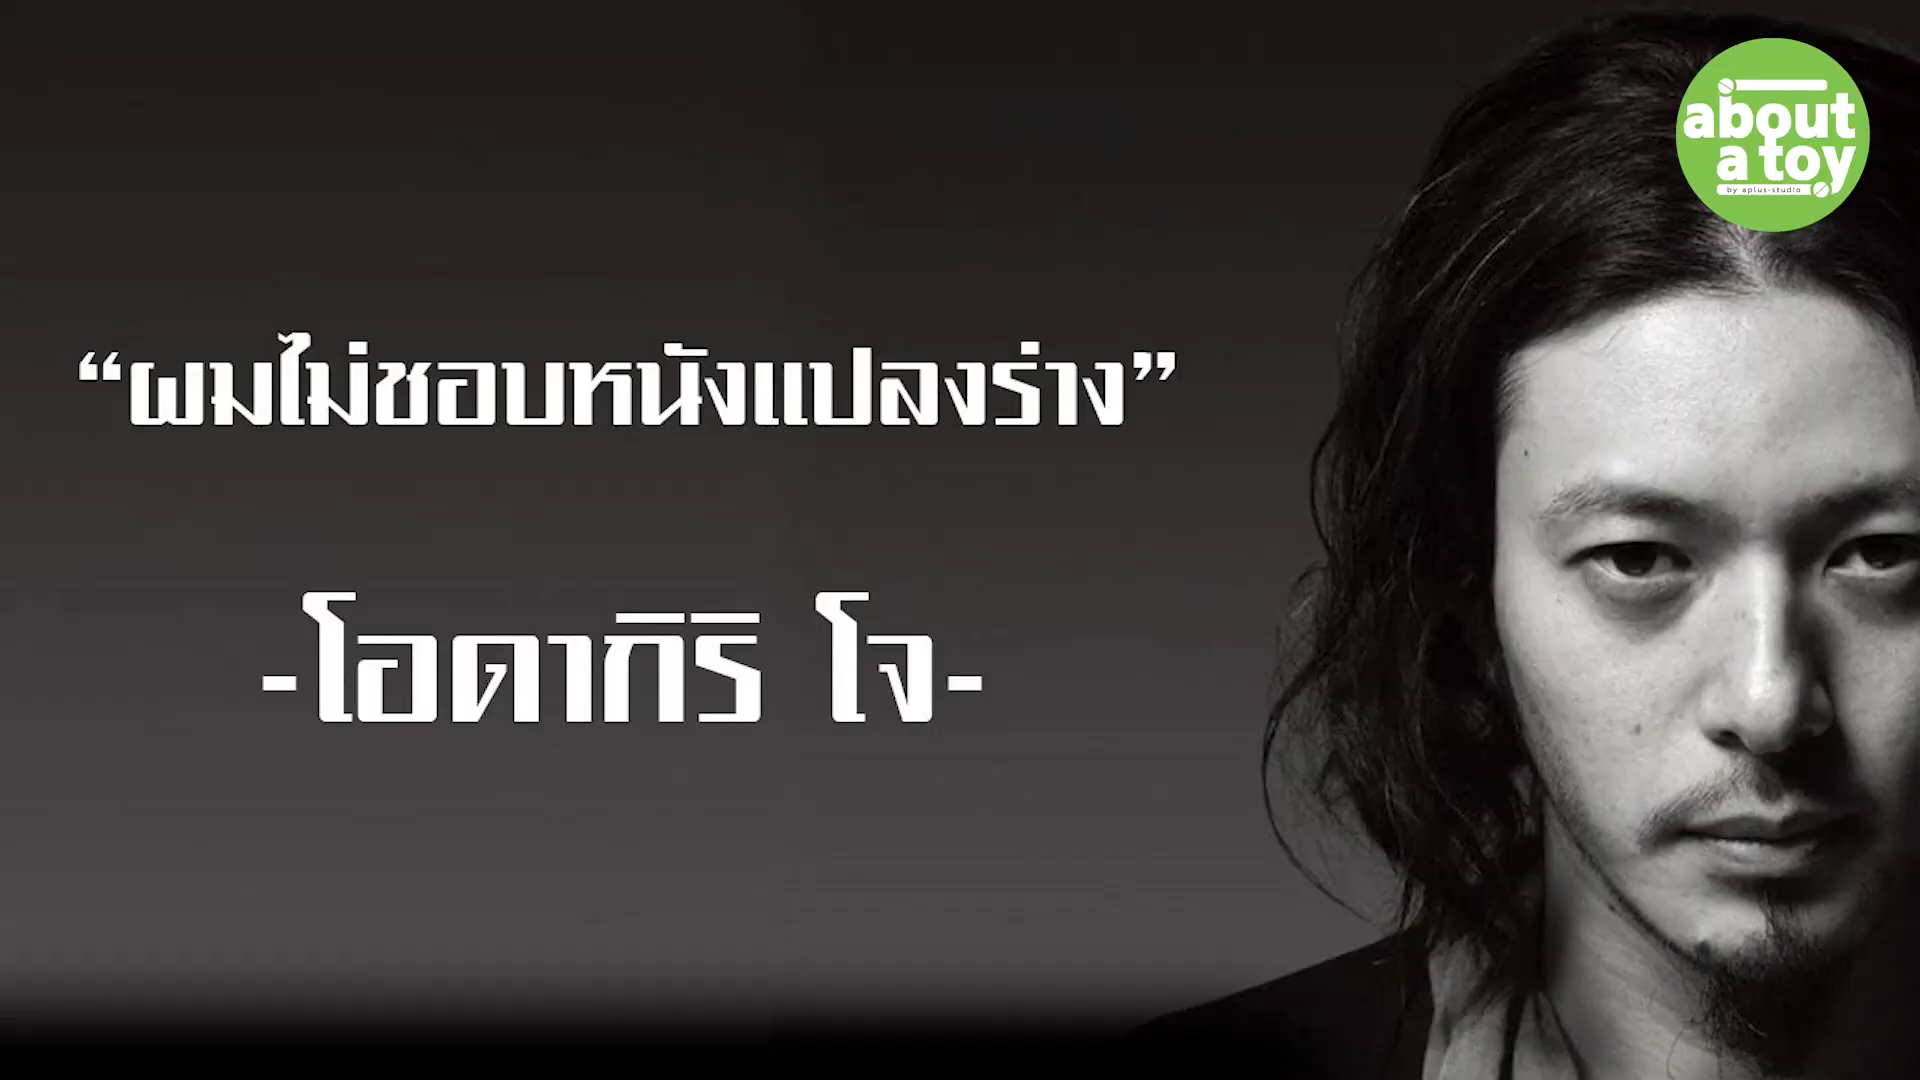 about
a toy
by aplus-studio
“ผมไม่ชอบหนังแปลงร่าง”
-โอดากิริ โจ-